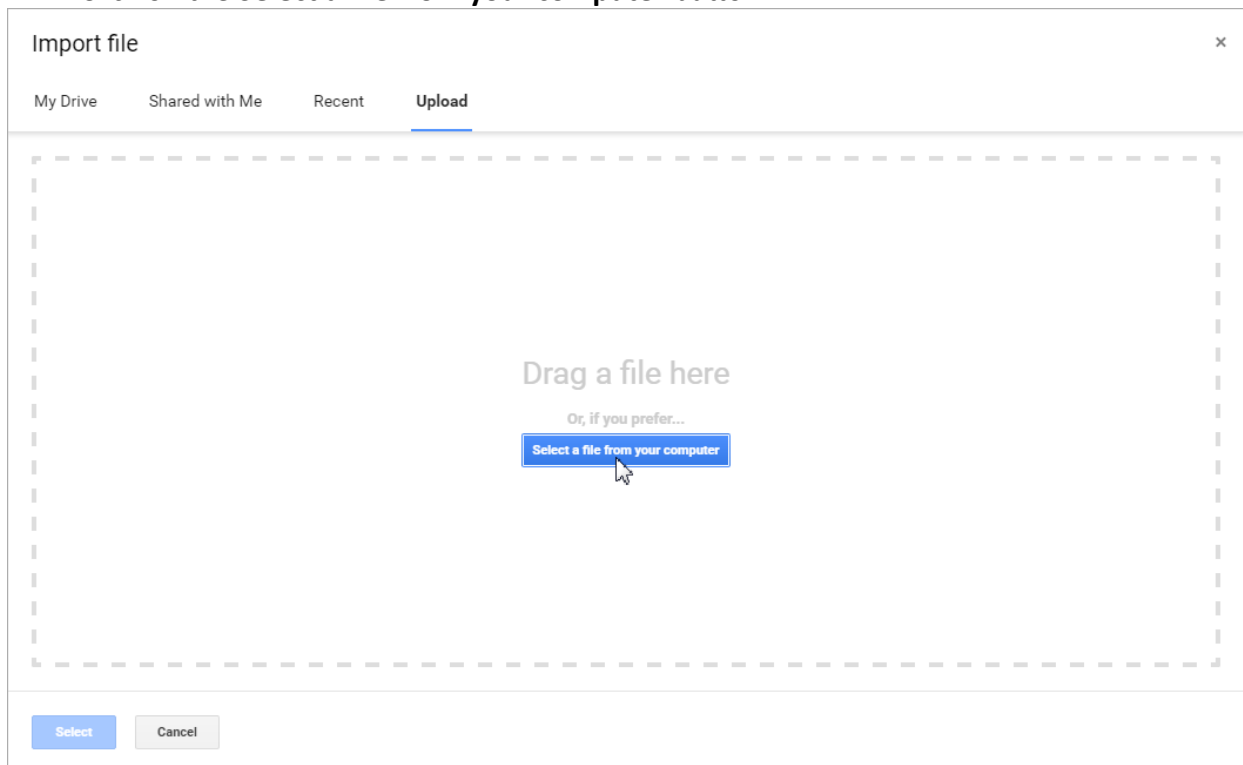 Import file ×
My Drive Shared with Me Recent Upload
Drag a file here
Or, if you prefer...
Select a file from your computer
Select Cancel